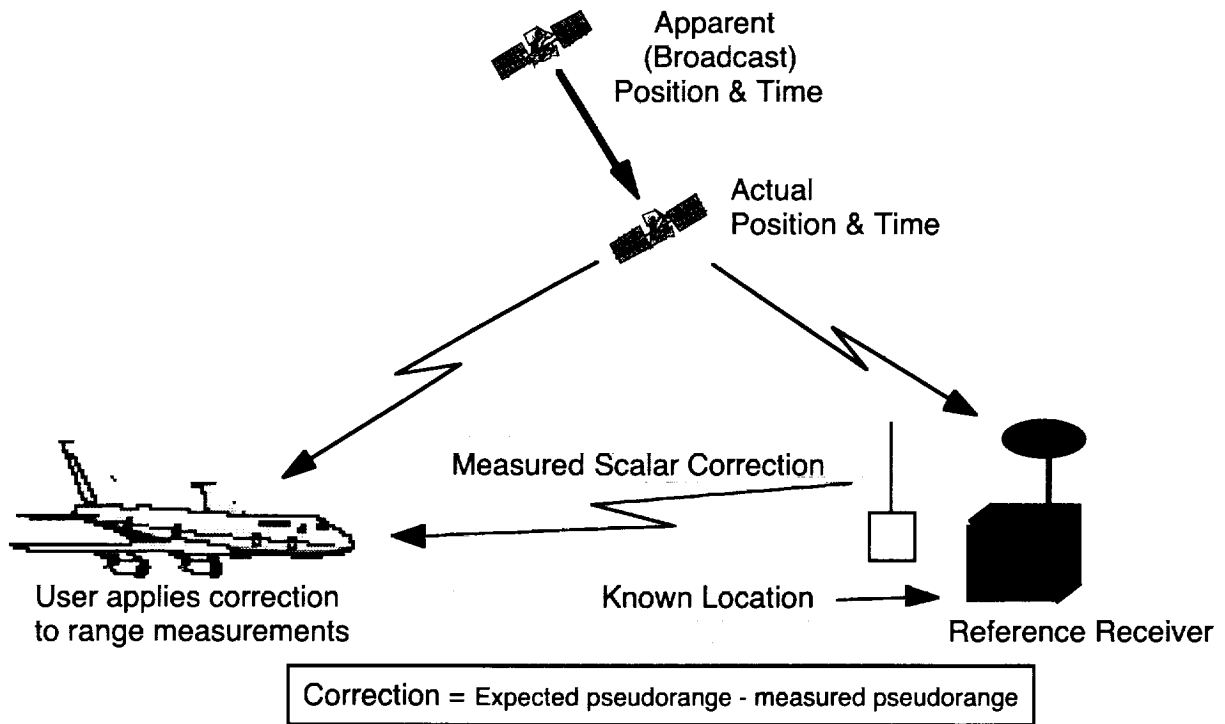 Apparent
(Broadcast)
Position & Time
Actual
Position & Time
Measured Scalar Correction
Known Location
User applies correction
to range measurements
Reference Receiver
Correction = Expected pseudorange - measured pseudorange